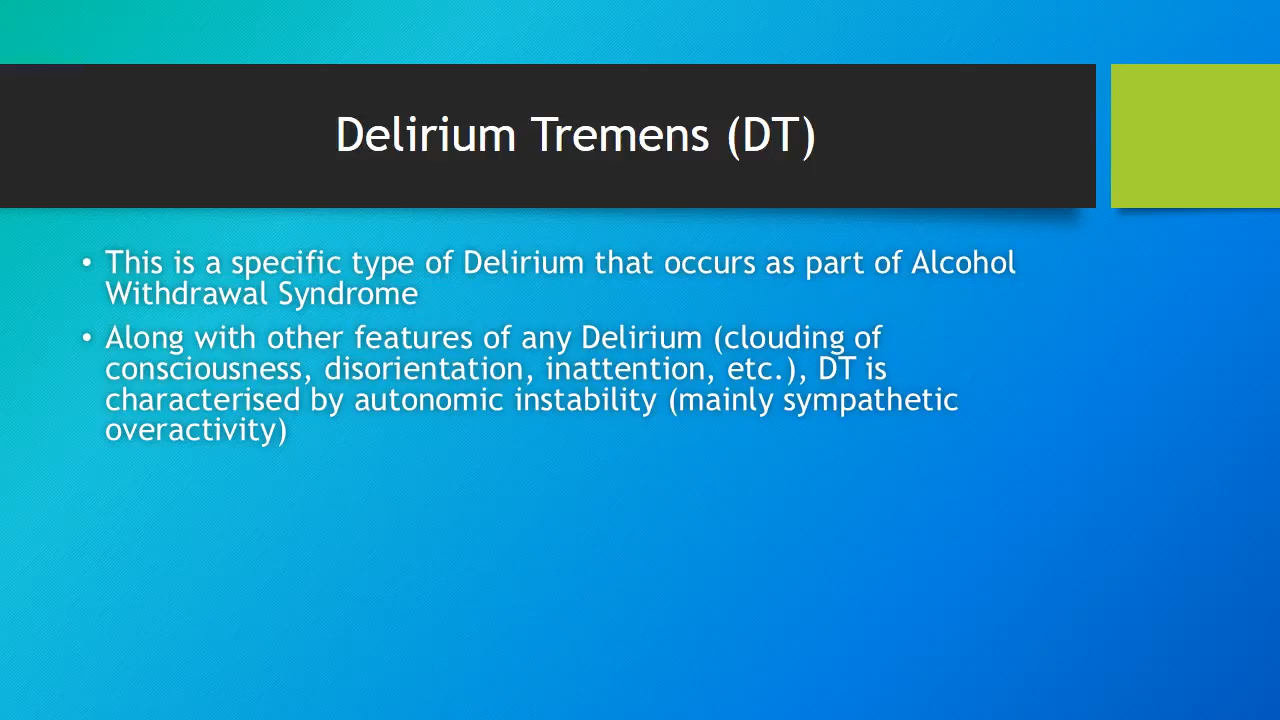 Delirium Tremens (DT)
• This is a specific type of Delirium that occurs as part of Alcohol
Withdrawal Syndrome
• Along with other features of any Delirium (clouding of
consciousness, disorientation, inattention, etc.), DT is
characterised by autonomic instability (mainly sympathetic
overactivity)